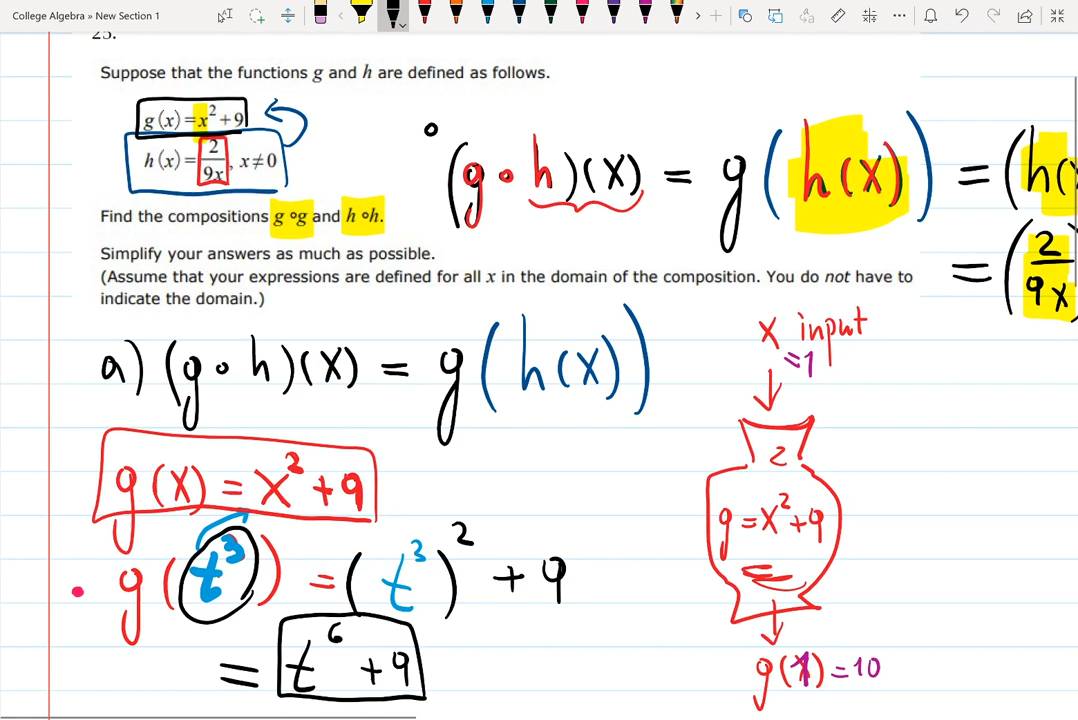 College Algebra » New Section 1
25.
Suppose that the functions g and h are defined as follows.
g(x)=x²+9
h(x)=2/9x, x≠0
(g∘h)(x) = g(h(x)) = (h(x
= (2/9x)
Find the compositions g∘g and h∘h.
Simplify your answers as much as possible.
(Assume that your expressions are defined for all x in the domain of the composition. You do not have to
indicate the domain.)
a) (g∘h)(x) = g(h(x))
x input
=1
g(x) = x²+9
2
g=x²+9
g(t³) = (t³)² +9
= t⁶ +9
g(1)=10